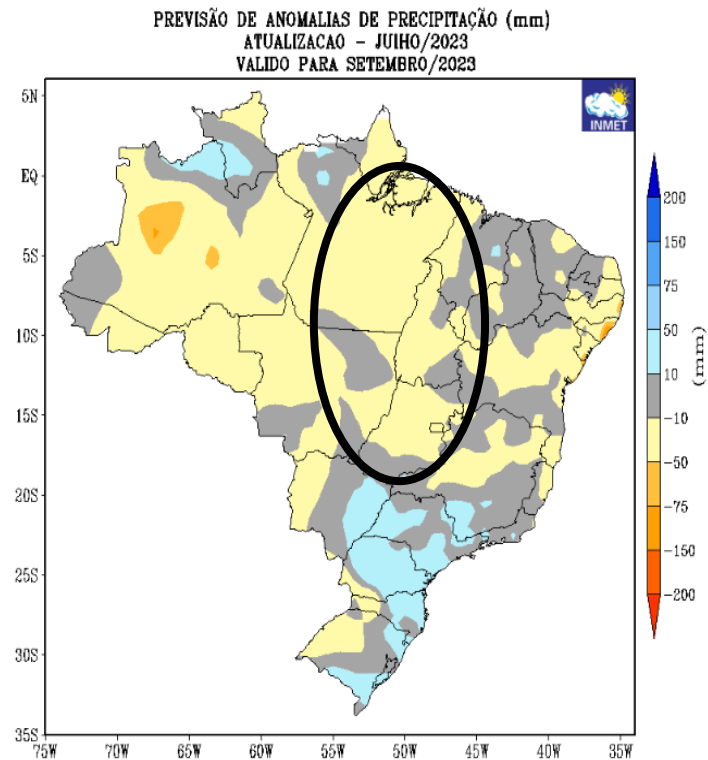 PREVISÃO DE ANOMALIAS DE PRECIPITAÇÃO (mm)
ATUALIZACAO - JUlHO/2023
VALIDO PARA SETEMBRO/2023
INMET
5N
EQ
5S
10S
15S
20S
25S
30S
35S
75W 70W 65W 60W 55W 50W 45W 40W 35W
200
150
75
50
10
-10
-50
-75
-150
-200
(mm)